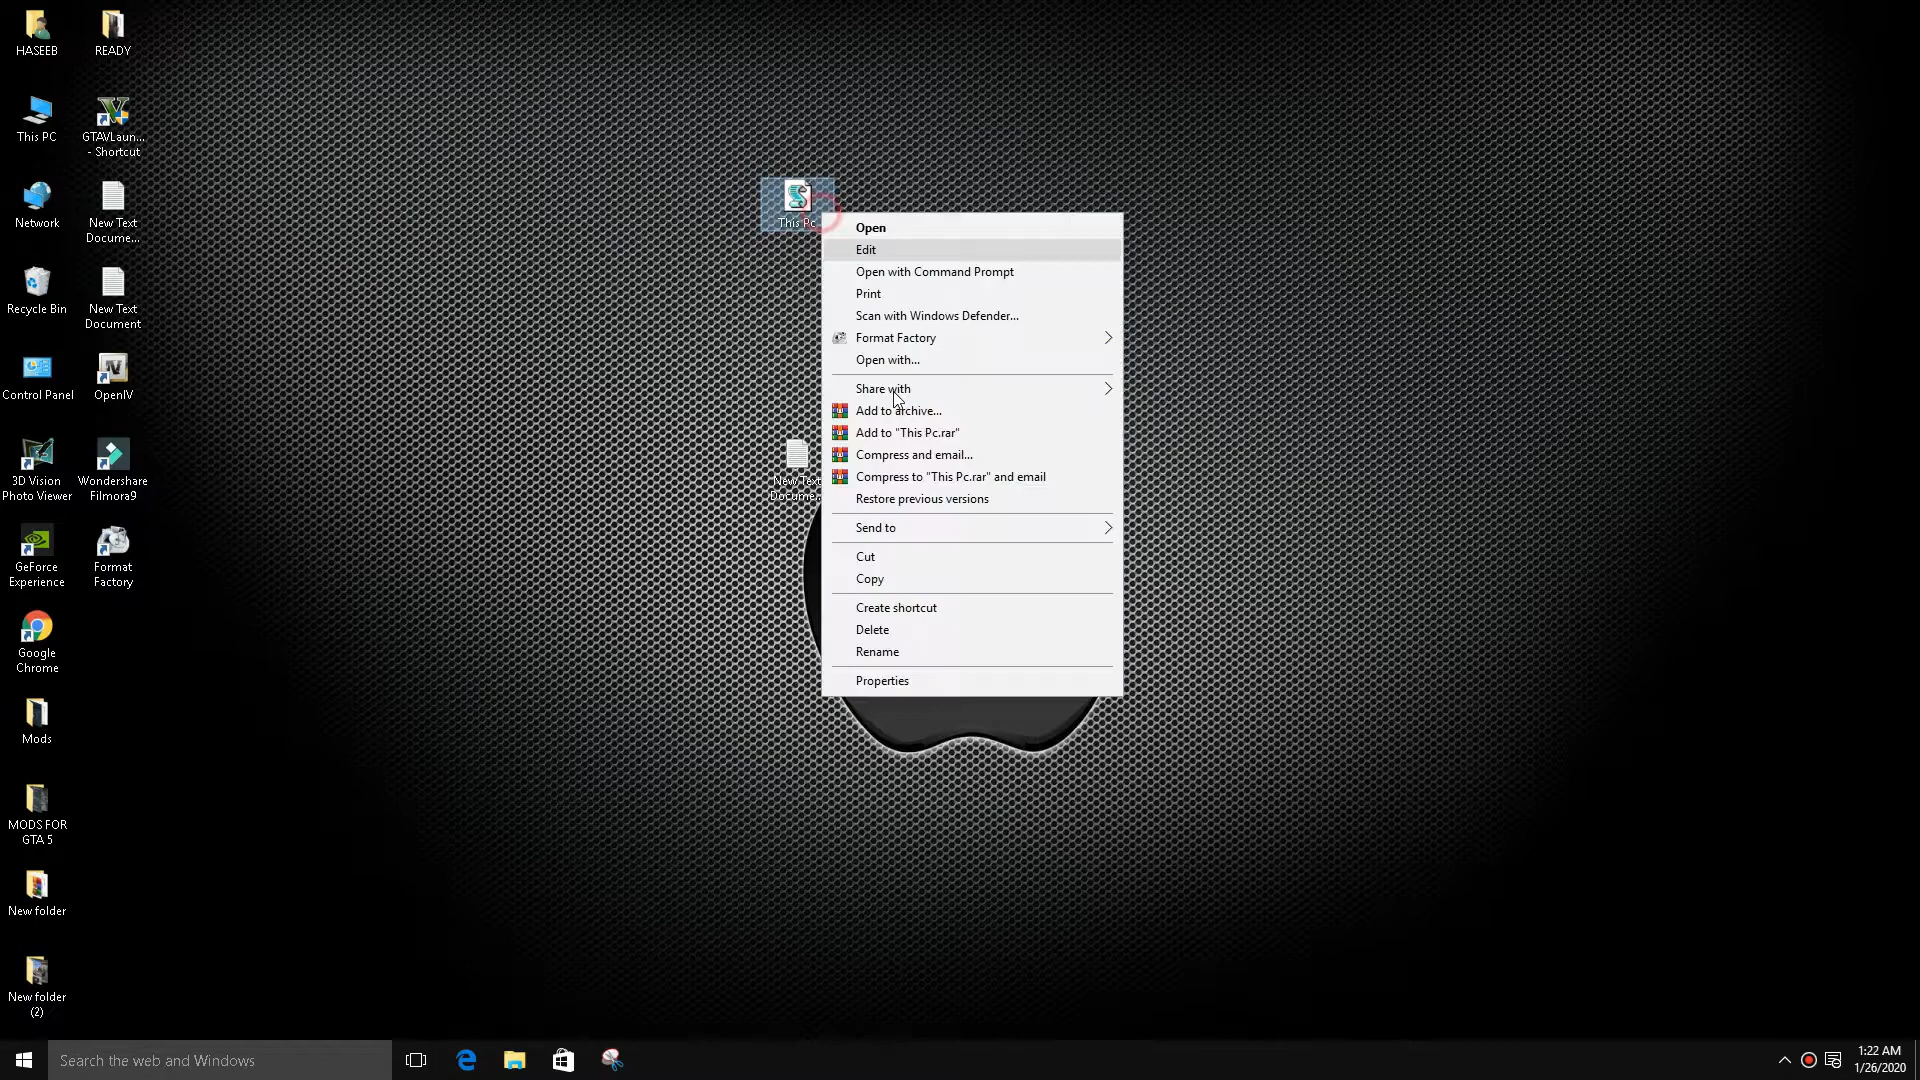 HASEEB
READY
This PC
GTAVLaun...
- Shortcut
Network
New Text
Docume...
Recycle Bin
New Text
Document
Control Panel
OpenIV
3D Vision
Photo Viewer
Wondershare
Filmora9
GeForce
Experience
Format
Factory
Google
Chrome
Mods
MODS FOR
GTA 5
New folder
New folder
(2)
This Pc
New Text
Docume...
Open
Edit
Open with Command Prompt
Print
Scan with Windows Defender...
Format Factory
Open with...
Share with
Add to archive...
Add to "This Pc.rar"
Compress and email...
Compress to "This Pc.rar" and email
Restore previous versions
Send to
Cut
Copy
Create shortcut
Delete
Rename
Properties
Search the web and Windows
1:22 AM
1/26/2020